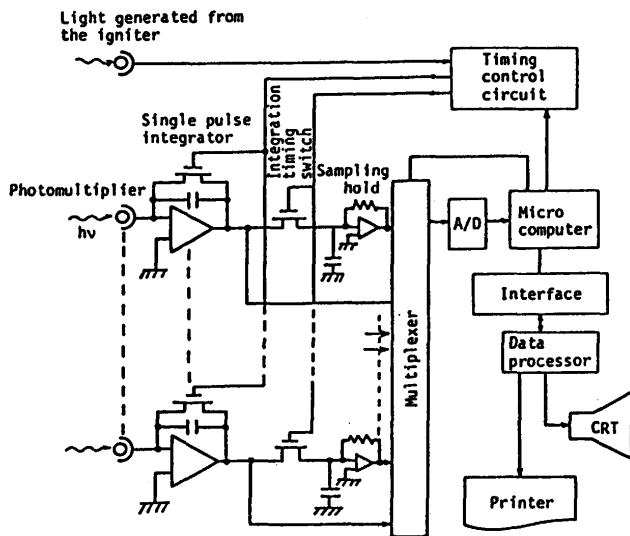 Light generated from
the igniter
Timing
control
circuit
Single pulse
integrator
integration
timing
switch
Sampling
hold
Photomultiplier
hν
Multiplexer
A/D
Micro
computer
Interface
Data
processor
CRT
Printer